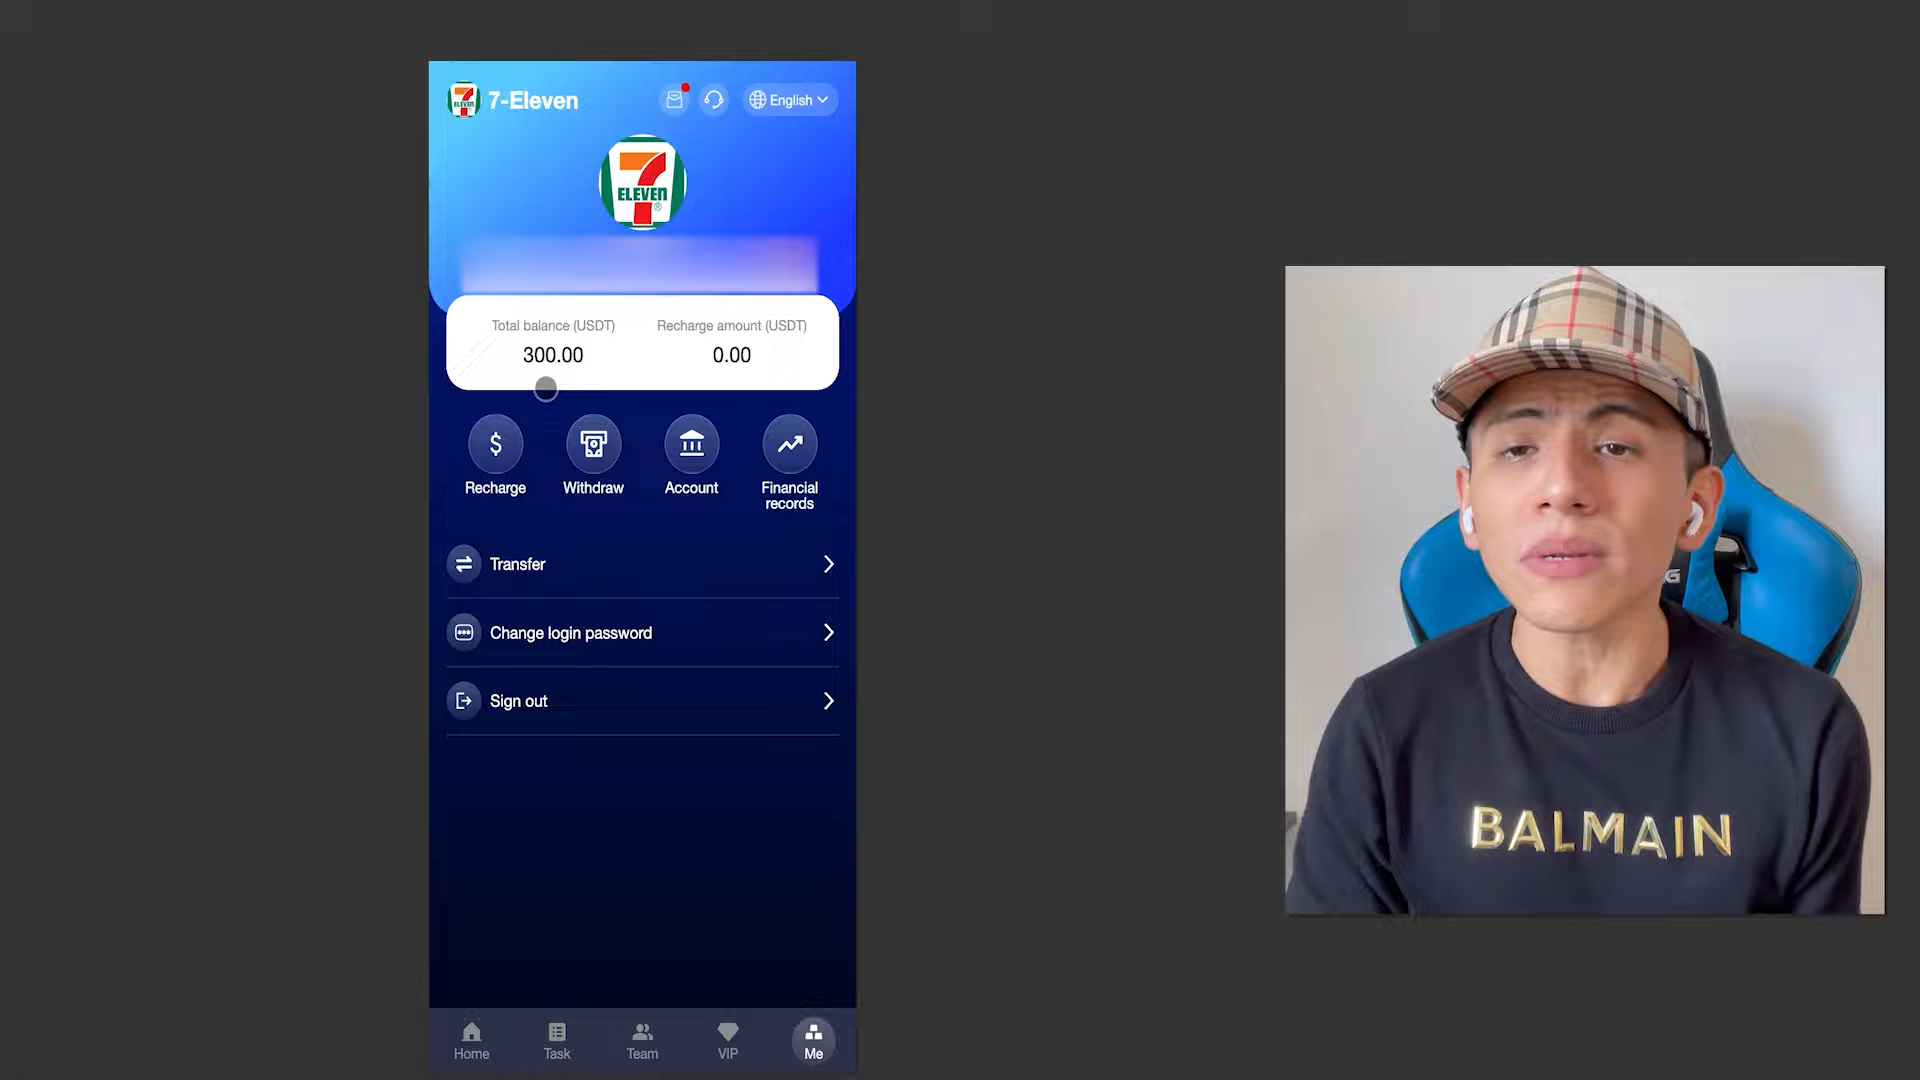 7-Eleven
English
ELEVEN
Total balance (USDT) Recharge amount (USDT)
300.00 0.00
$
Recharge Withdraw Account Financial records
Transfer
Change login password
Sign out
Home Task Team VIP Me
BALMAIN
G